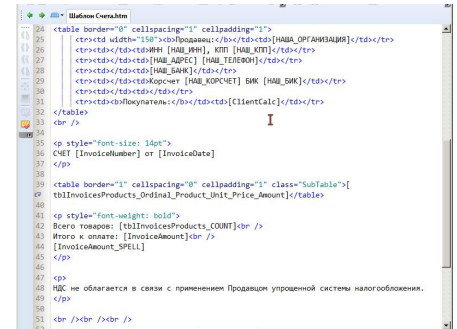 Шаблон Счета.htm
24 <table border="0" cellspacing="1" cellpadding="1">
25 <tr><td width="150"><b>Продавец:</b></td><td>[НАША_ОРГАНИЗАЦИЯ]</td></tr>
26 <tr><td></td><td>ИНН [НАШ_ИНН], КПП [НАШ_КПП]</td></tr>
27 <tr><td></td><td>[НАШ_АДРЕС] [НАШ_ТЕЛЕФОН]</td></tr>
28 <tr><td></td><td>[НАШ_БАНК]</td></tr>
29 <tr><td></td><td>Корсчет [НАШ_КОРСЧЕТ] БИК [НАШ_БИК]</td></tr>
30 <tr><td></td><td></td></tr>
31 <tr><td><b>Покупатель:</b></td><td>[ClientCalc]</td></tr>
32 </table>
33 <br />
34
35 <p style="font-size: 14pt">
36 СЧЕТ [InvoiceNumber] от [InvoiceDate]
37 </p>
38
39 <table border="1" cellspacing="0" cellpadding="1" class="SubTable">[
tblInvoicesProducts_Ordinal_Product_Unit_Price_Amount]</table>
40
41 <p style="font-weight: bold">
42 Всего товаров: [tblInvoicesProducts_COUNT]<br />
43 Итого к оплате: [InvoiceAmount]<br />
44 [InvoiceAmount_SPELL]
45 </p>
46
47 <p>
48 НДС не облагается в связи с применением Продавцом упрощенной системы налогообложения.
49 </p>
50
51 <br /><br /><br />